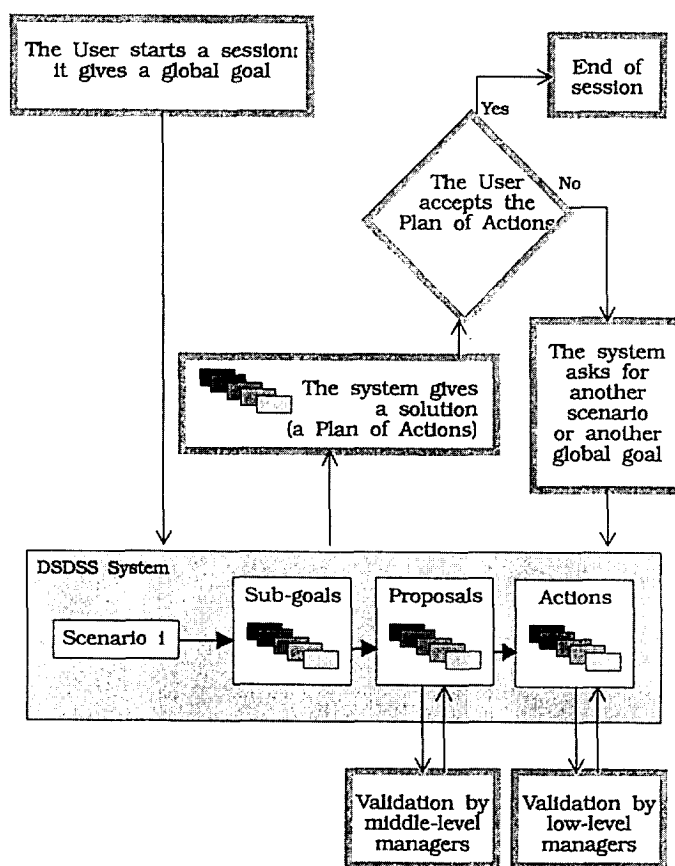 The User starts a session:
it gives a global goal
End of
session
Yes
The User
accepts the
Plan of Actions
No
The system gives
a solution
(a Plan of Actions)
The system
asks for
another
scenario
or another
global goal
DSDSS System
Scenario i
Sub-goals
Proposals
Actions
Validation by
middle-level
managers
Validation by
low-level
managers